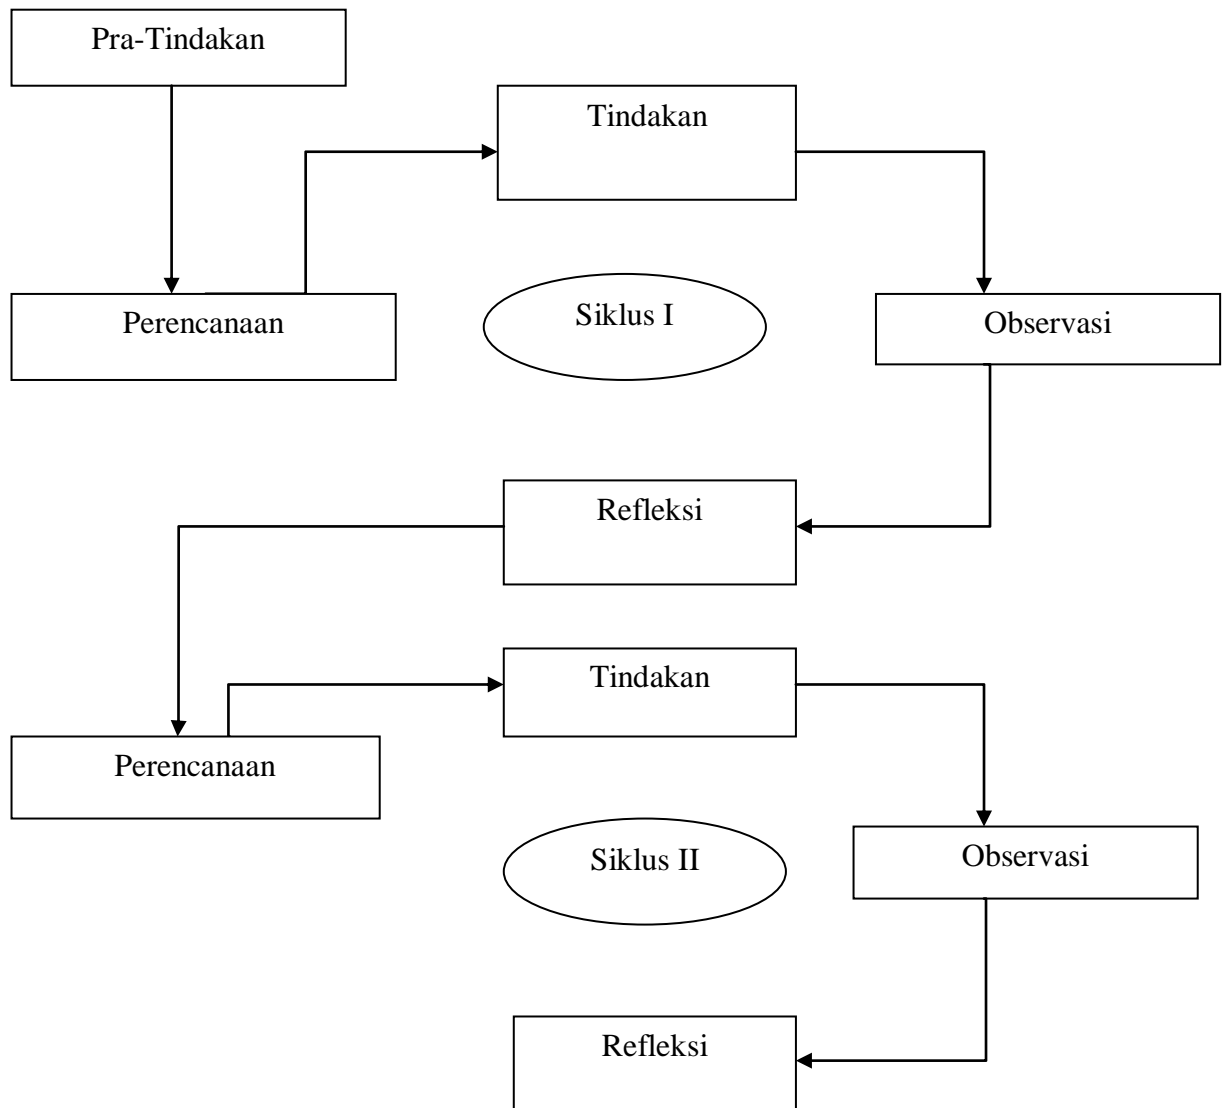 Pra-Tindakan
Tindakan
Perencanaan
Siklus I
Observasi
Refleksi
Tindakan
Perencanaan
Siklus II
Observasi
Refleksi